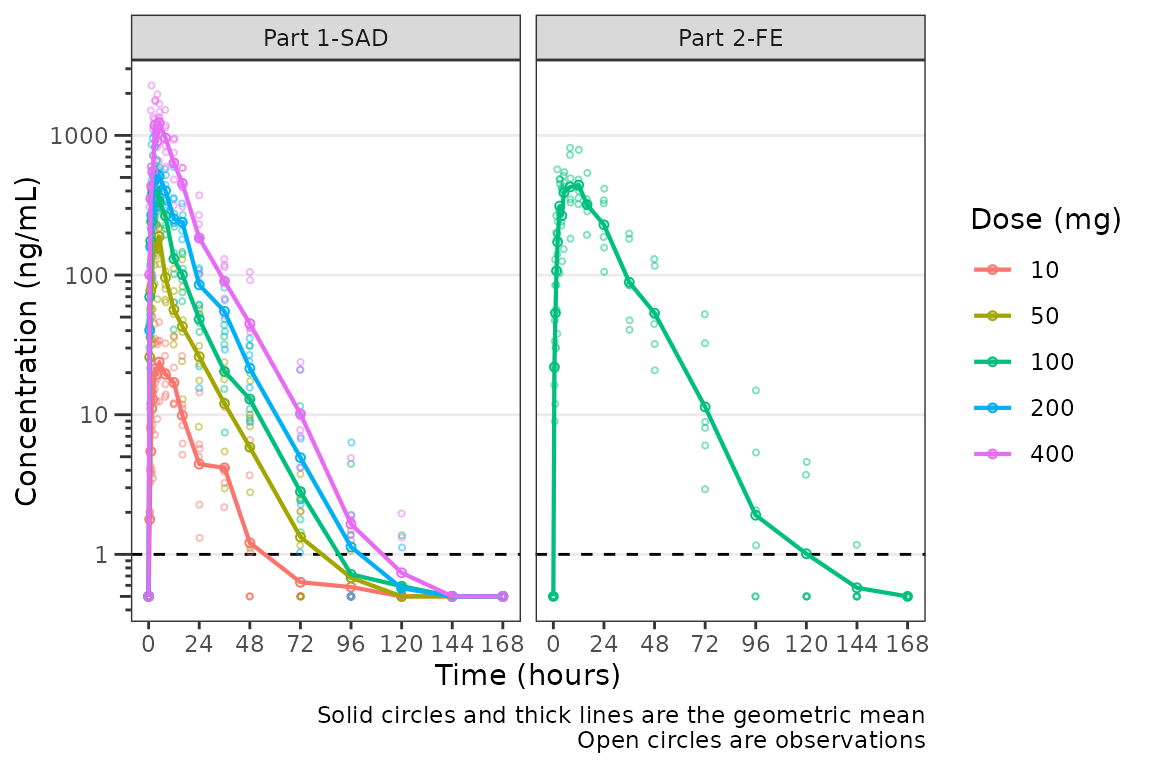 Part 1-SAD
Part 2-FE
Concentration (ng/mL)
1000
100
10
1
0 24 48 72 96 120 144 168
0 24 48 72 96 120 144 168
Time (hours)
Dose (mg)
10
50
100
200
400
Solid circles and thick lines are the geometric mean
Open circles are observations